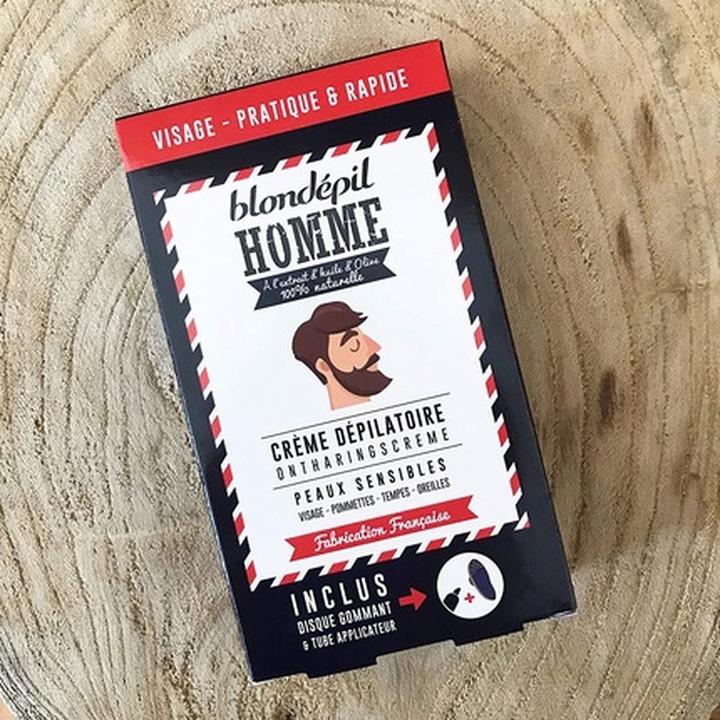 VISAGE - PRATIQUE & RAPIDE
blondépil
HOMME
A l'extrait d'huile d'Olive
100% naturelle
CRÈME DÉPILATOIRE
ONTHARINGSCREME
PEAUX SENSIBLES
VISAGE - POMMETTES - TEMPES - OREILLES
Fabrication Française
INCLUS
DISQUE GOMMANT
& TUBE APPLICATEUR